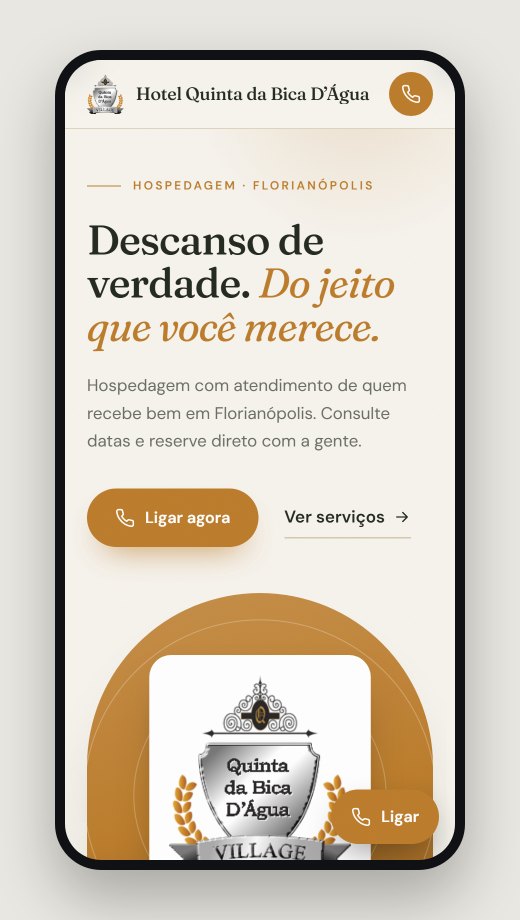 Quinta
da Bica
D'Água
VILLAGE
Hotel Quinta da Bica D’Água
HOSPEDAGEM · FLORIANÓPOLIS
Descanso de
verdade. Do jeito
que você merece.
Hospedagem com atendimento de quem
recebe bem em Florianópolis. Consulte
datas e reserve direto com a gente.
Ligar agora
Ver serviços →
Q
Quinta
da Bica
D'Água
VILLAGE
Ligar